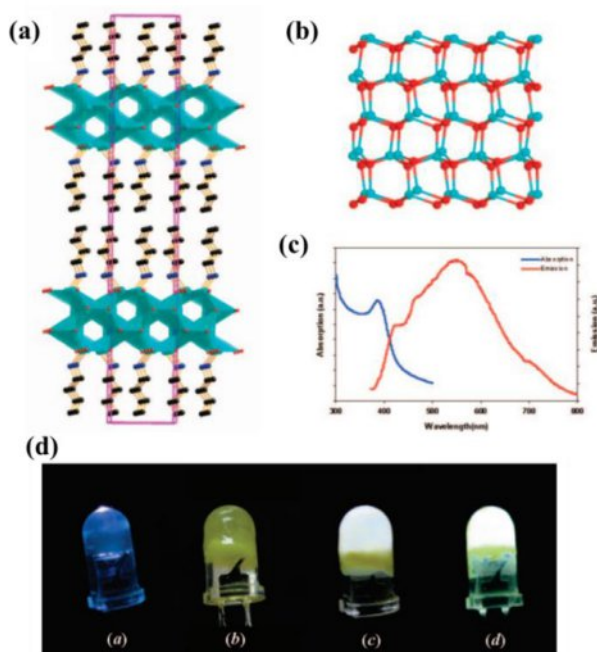 (a)
(b)
(c)
Absorption
Emission
Absorption (a.u.)
Emission (a.u.)
300 400 500 600 700 800
Wavelength(nm)
(d)
(a) (b) (c) (d)